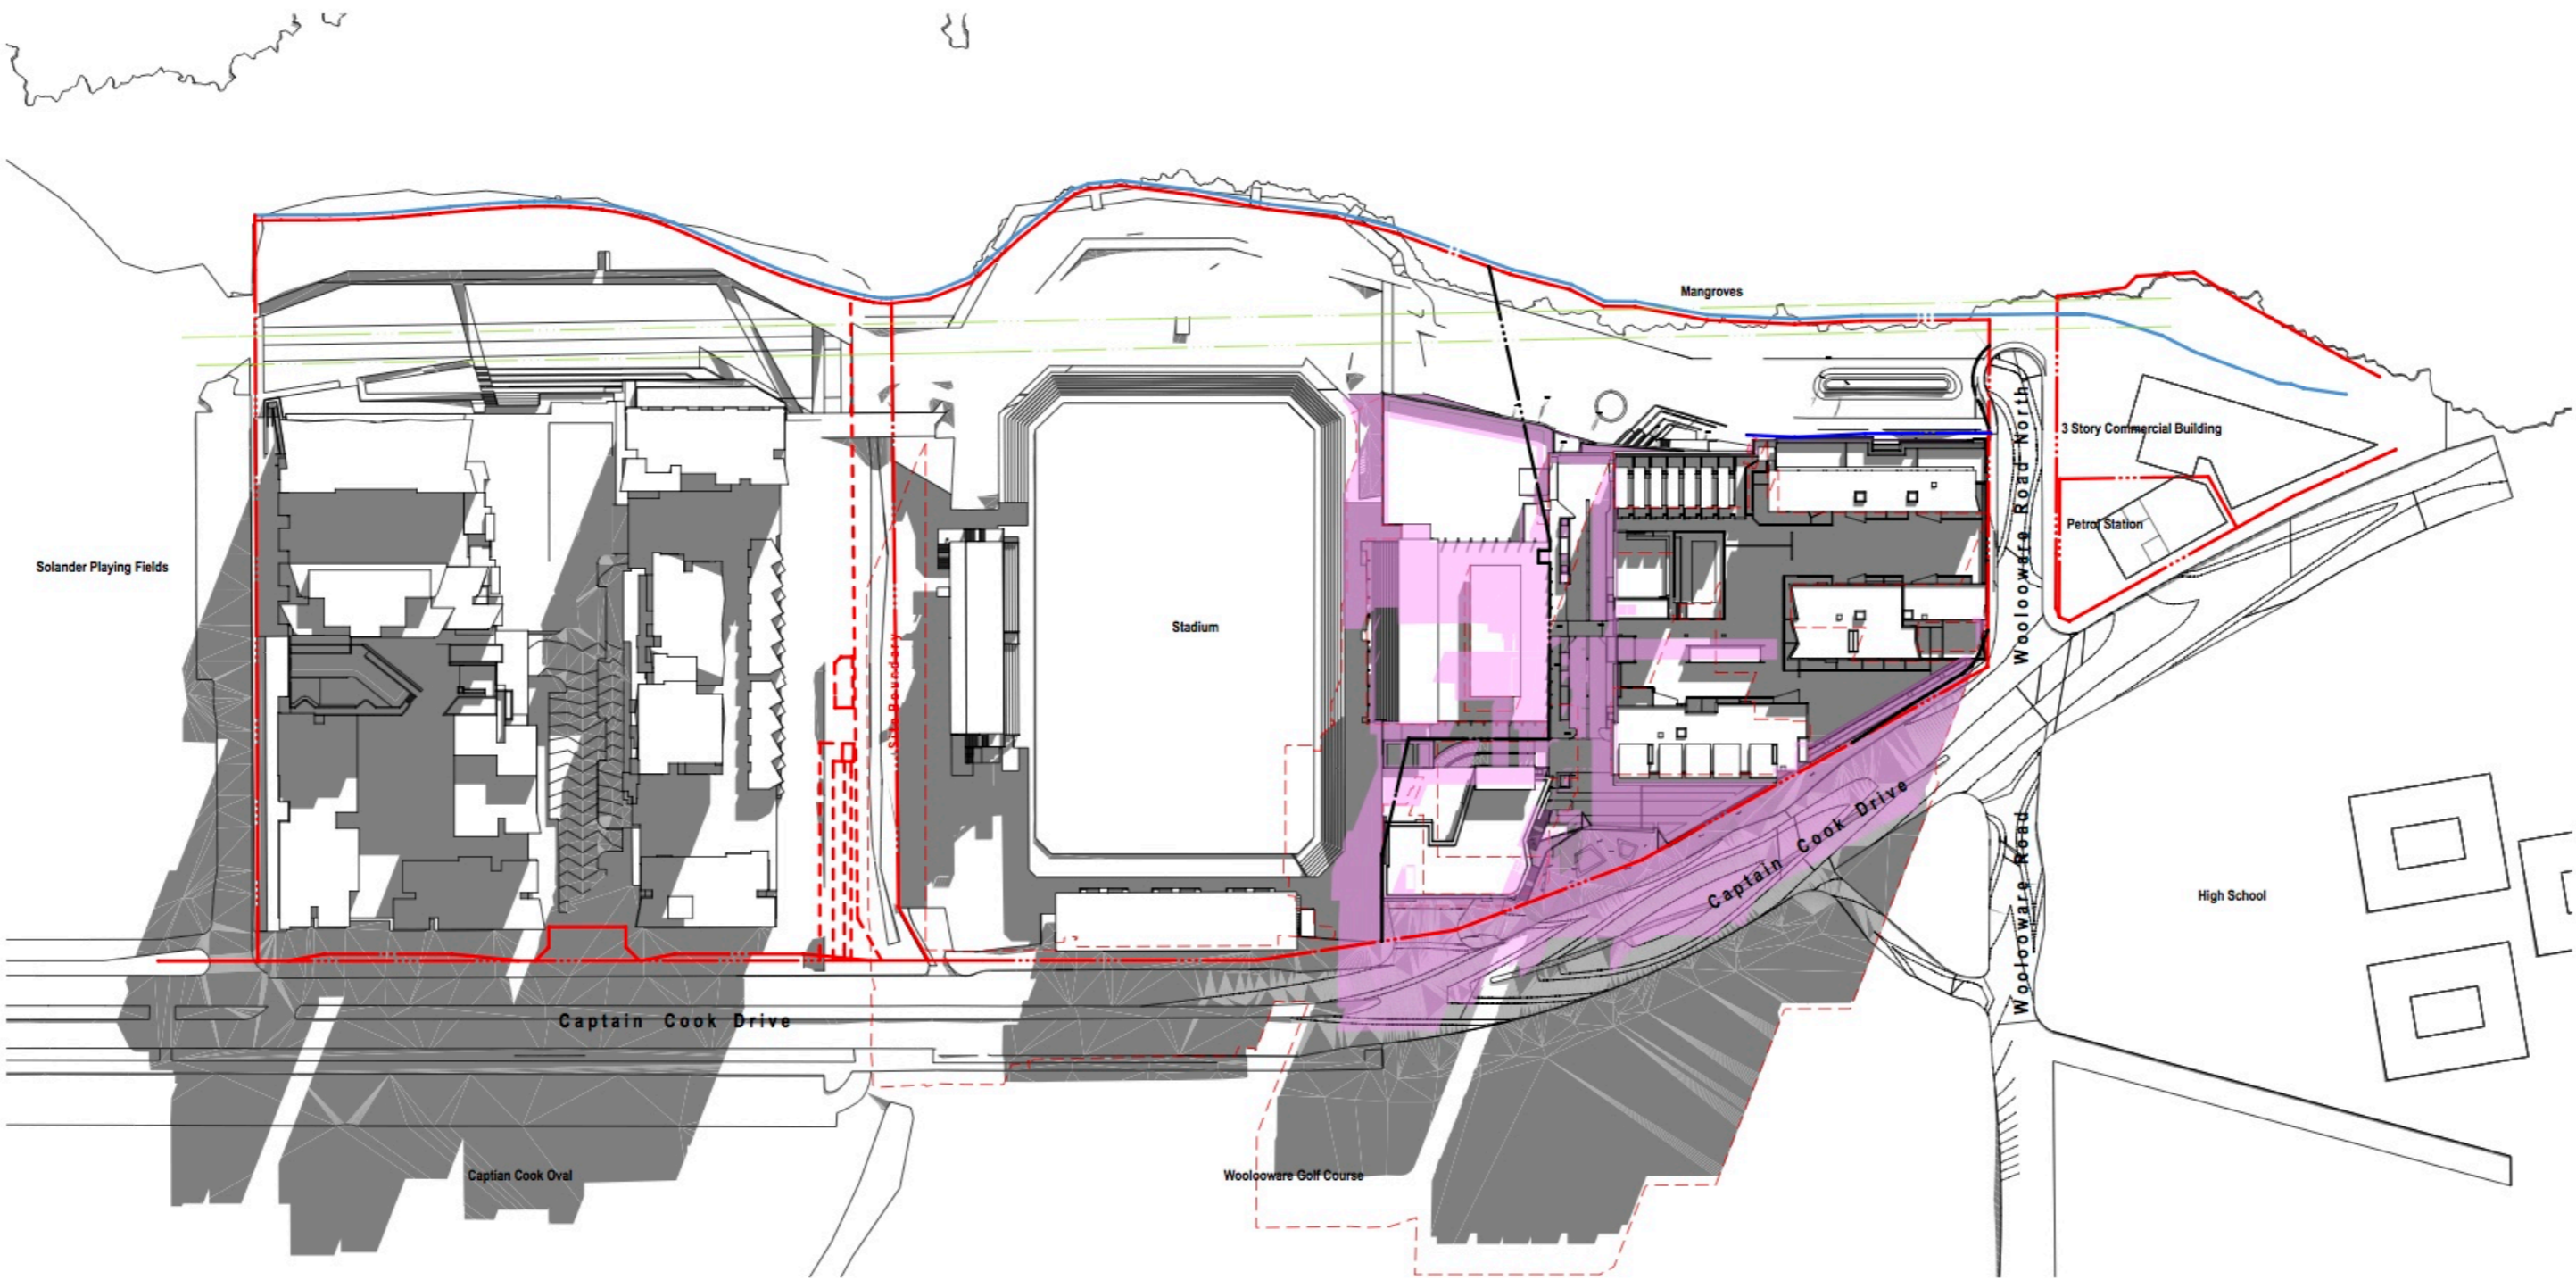 Mangroves
3 Story Commercial Building
Petrol Station
Woolooware Road North
Solander Playing Fields
Stadium
Site Boundary
Captain Cook Drive
Woolooware Road
High School
Captain Cook Drive
Captian Cook Oval
Woolooware Golf Course